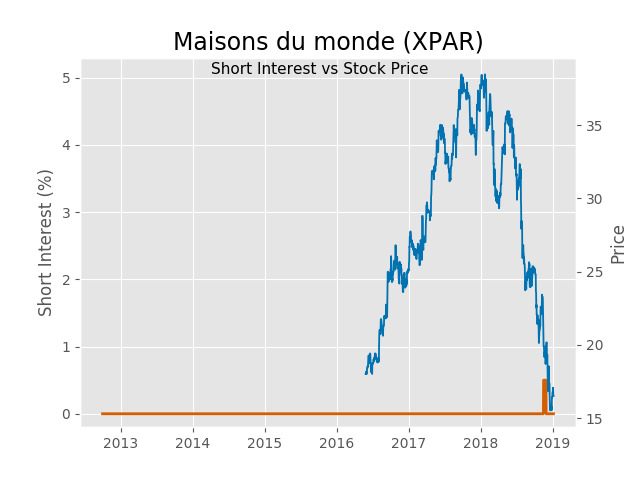 Maisons du monde (XPAR)
Short Interest vs Stock Price
5
4
3
2
1
0
Short Interest (%)
35
30
25
20
15
Price
2013 2014 2015 2016 2017 2018 2019